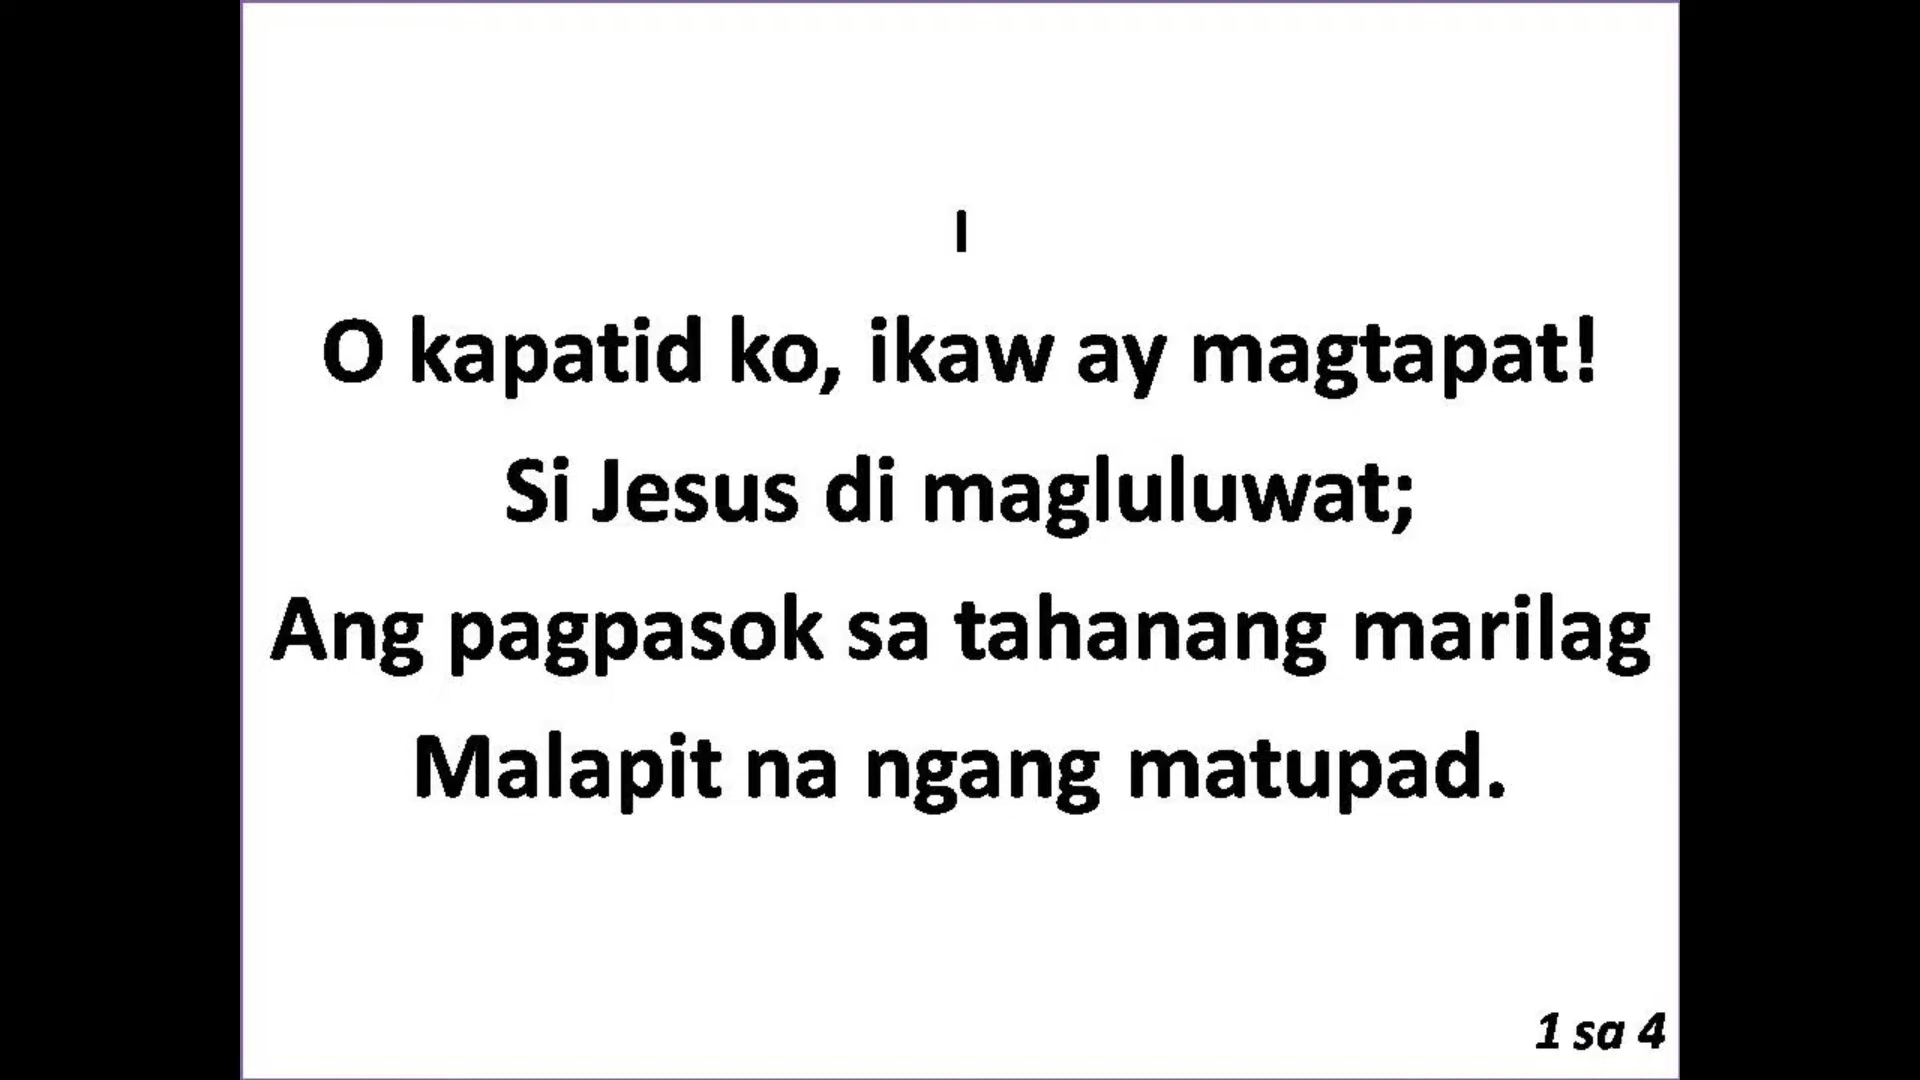 I
O kapatid ko, ikaw ay magtapat!
Si Jesus di magluluwat;
Ang pagpasok sa tahanang marilag
Malapit na ngang matupad.
1 sa 4